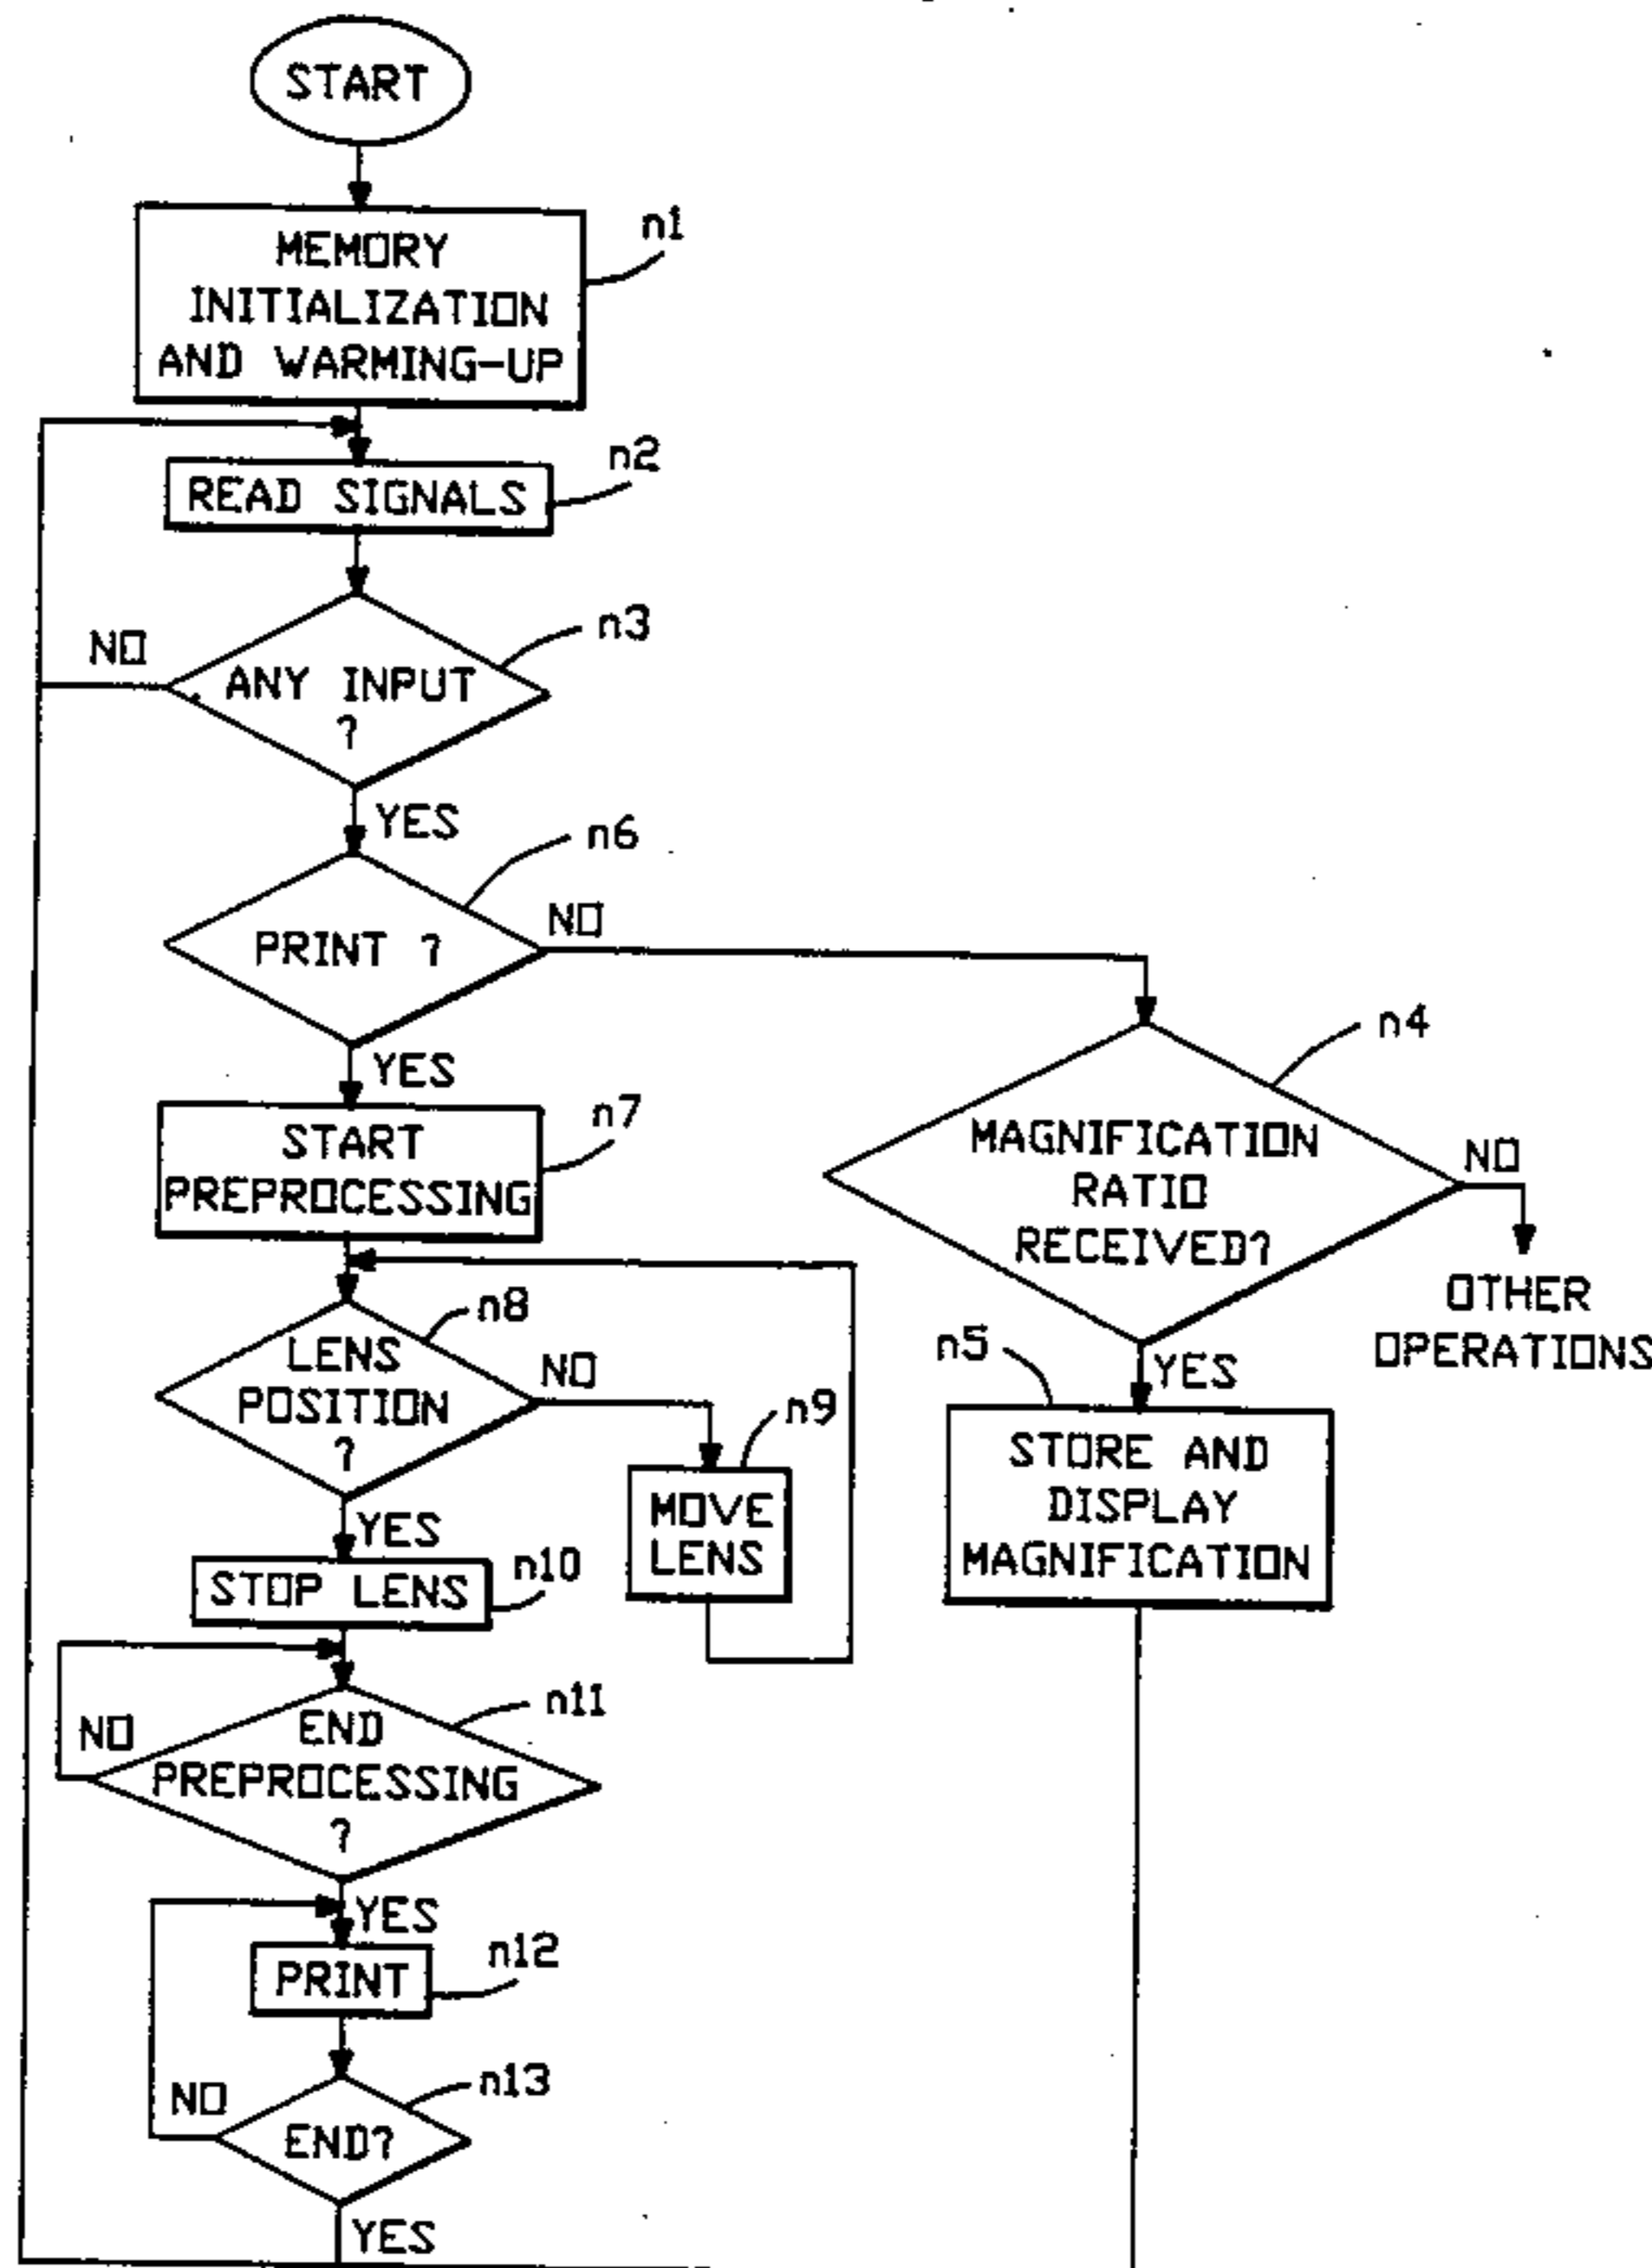 START
MEMORY
INITIALIZATION
AND WARMING-UP
n1
READ SIGNALS
n2
ANY INPUT
?
n3
NO
YES
PRINT ?
n6
NO
YES
START
PREPROCESSING
n7
MAGNIFICATION
RATIO
RECEIVED?
n4
NO
OTHER
OPERATIONS
YES
n5
STORE AND
DISPLAY
MAGNIFICATION
LENS
POSITION
?
n8
NO
n9
MOVE
LENS
YES
STOP LENS
n10
END
PREPROCESSING
?
n11
NO
YES
PRINT
n12
END?
n13
NO
YES